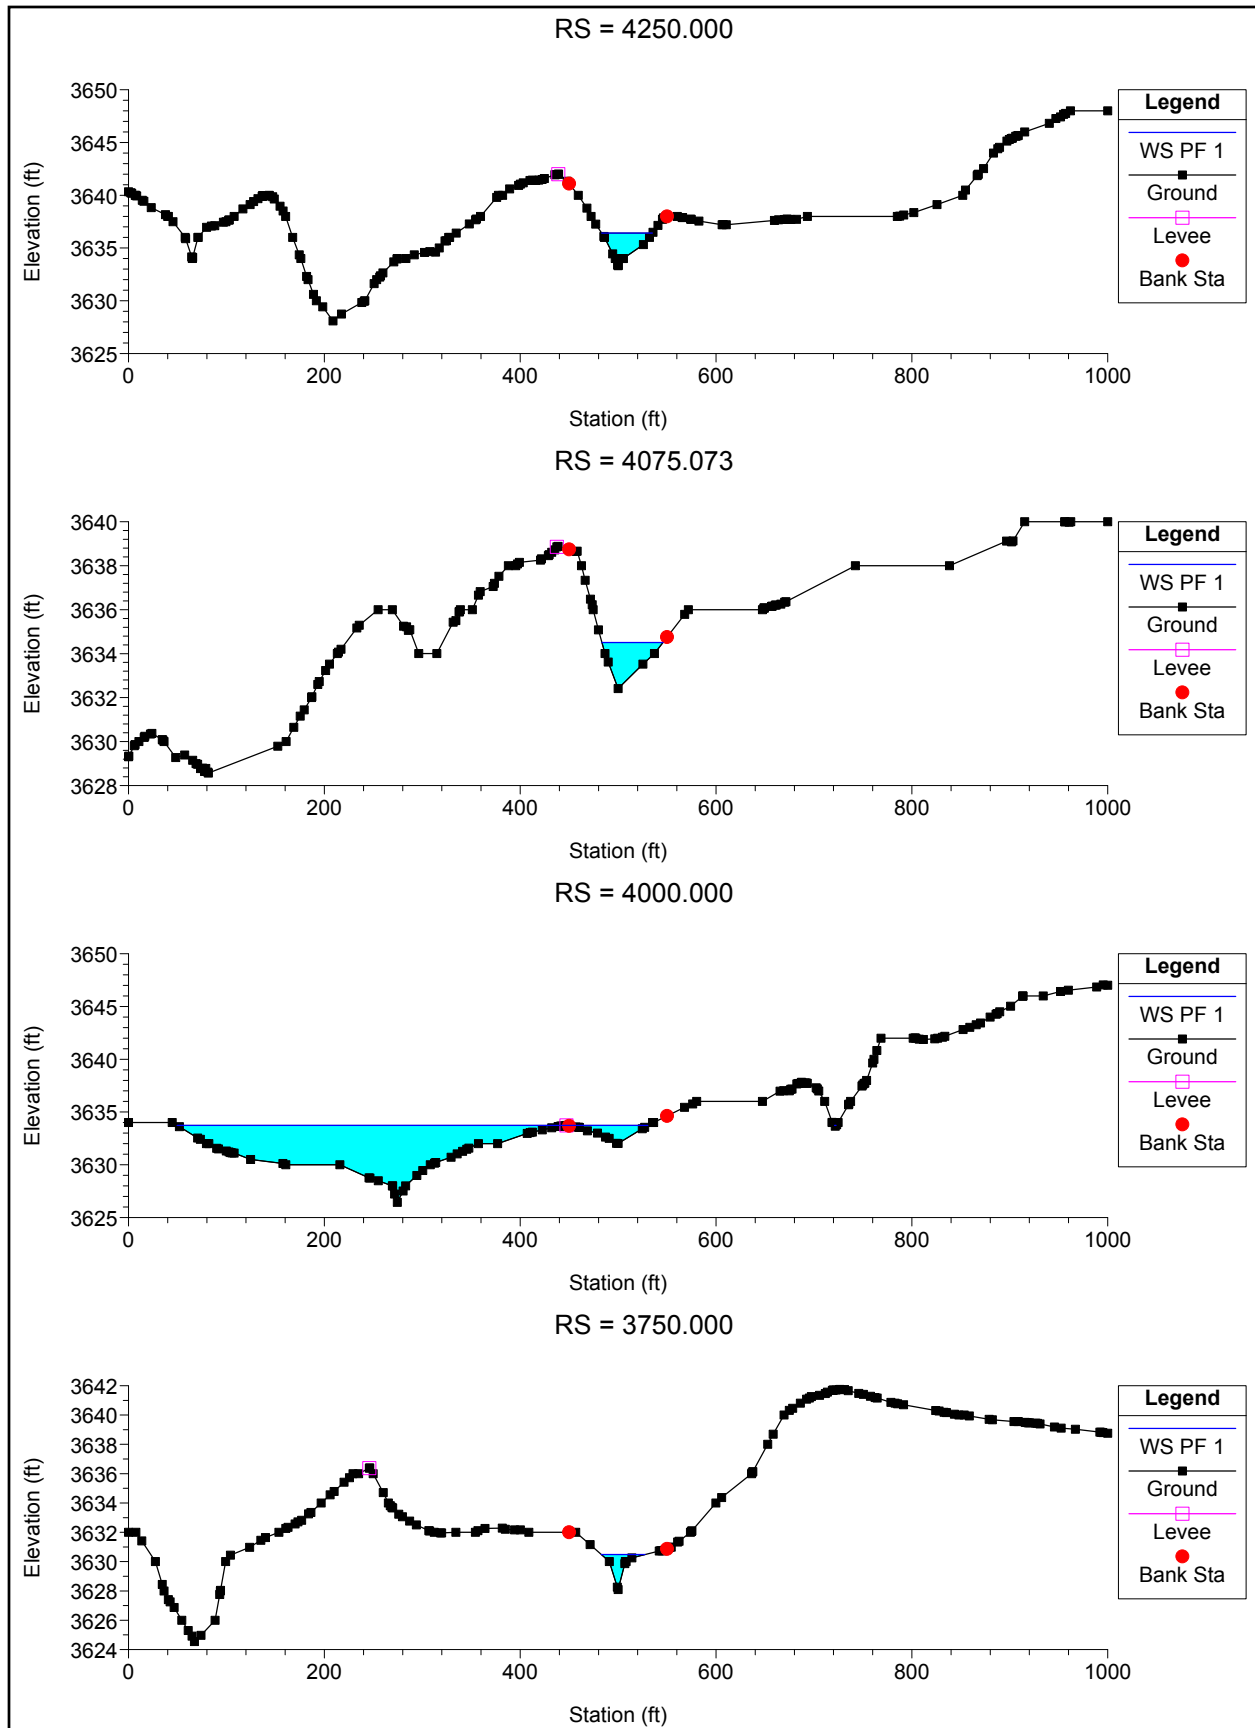 RS = 4250.000
3650
3645
3640
3635
3630
3625
Elevation (ft)
0 200 400 600 800 1000
Station (ft)
Legend
WS PF 1
Ground
Levee
Bank Sta
RS = 4075.073
3640
3638
3636
3634
3632
3630
3628
Elevation (ft)
0 200 400 600 800 1000
Station (ft)
Legend
WS PF 1
Ground
Levee
Bank Sta
RS = 4000.000
3650
3645
3640
3635
3630
3625
Elevation (ft)
0 200 400 600 800 1000
Station (ft)
Legend
WS PF 1
Ground
Levee
Bank Sta
RS = 3750.000
3642
3640
3638
3636
3634
3632
3630
3628
3626
3624
Elevation (ft)
0 200 400 600 800 1000
Station (ft)
Legend
WS PF 1
Ground
Levee
Bank Sta